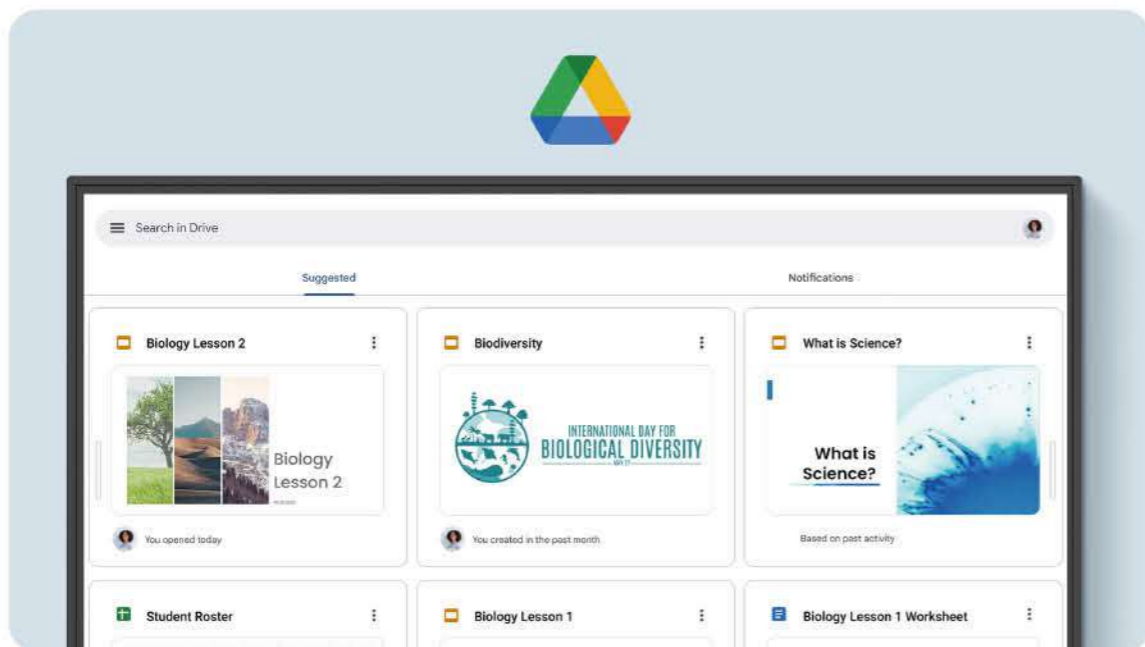 Search in Drive
Suggested
Notifications
Biology Lesson 2
Biology
Lesson 2
You opened today
Biodiversity
INTERNATIONAL DAY FOR
BIOLOGICAL DIVERSITY
You created in the past month
What is Science?
What is
Science?
Based on past activity
Student Roster
Biology Lesson 1
Biology Lesson 1 Worksheet